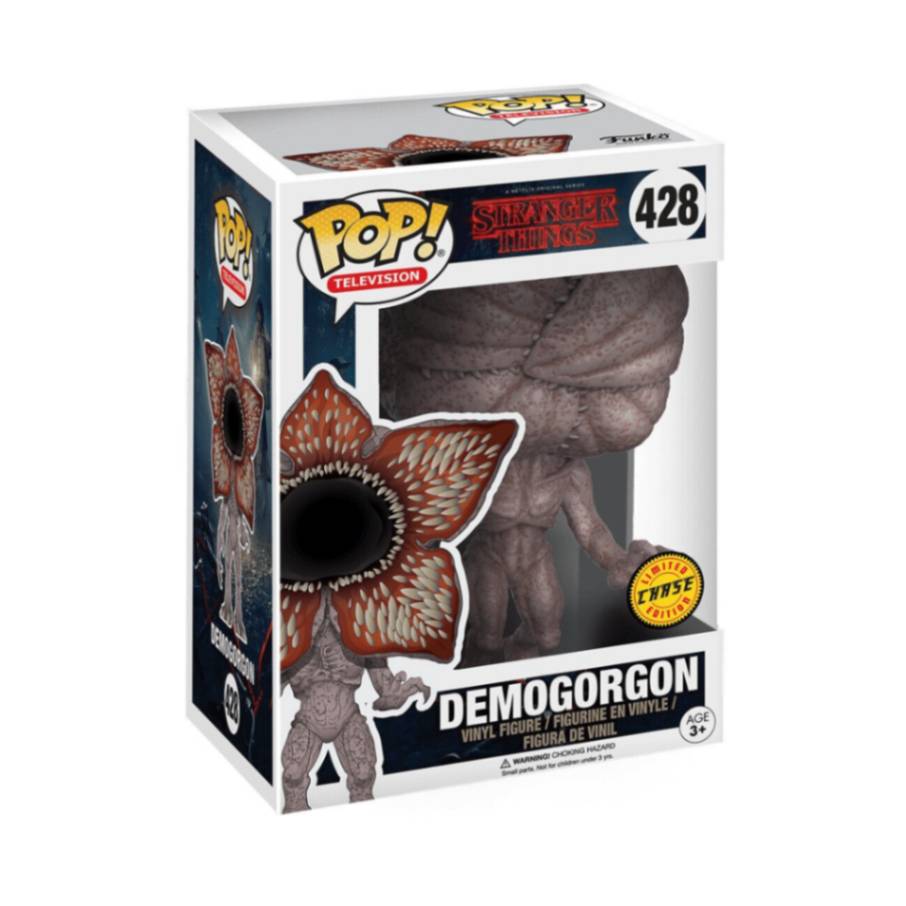 POP!
TELEVISION
Funko
POP!
TELEVISION
A NETFLIX ORIGINAL SERIES
STRANGER
THINGS
428
POP!
TELEVISION
DEMOGORGON
428
LIMITED
CHASE
EDITION
DEMOGORGON
VINYL FIGURE / FIGURINE EN VINYLE /
FIGURA DE VINIL
AGE
3+
⚠ WARNING! CHOKING HAZARD
Small parts. Not for children under 3 yrs.